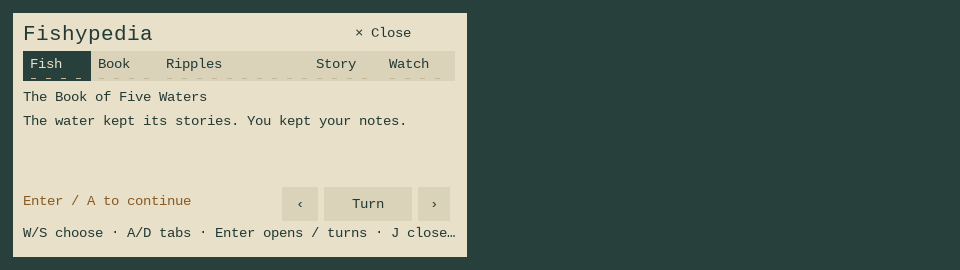 Fishypedia
× Close
Fish Book Ripples Story Watch
The Book of Five Waters
The water kept its stories. You kept your notes.
Enter / A to continue
‹ Turn ›
W/S choose · A/D tabs · Enter opens / turns · J close…